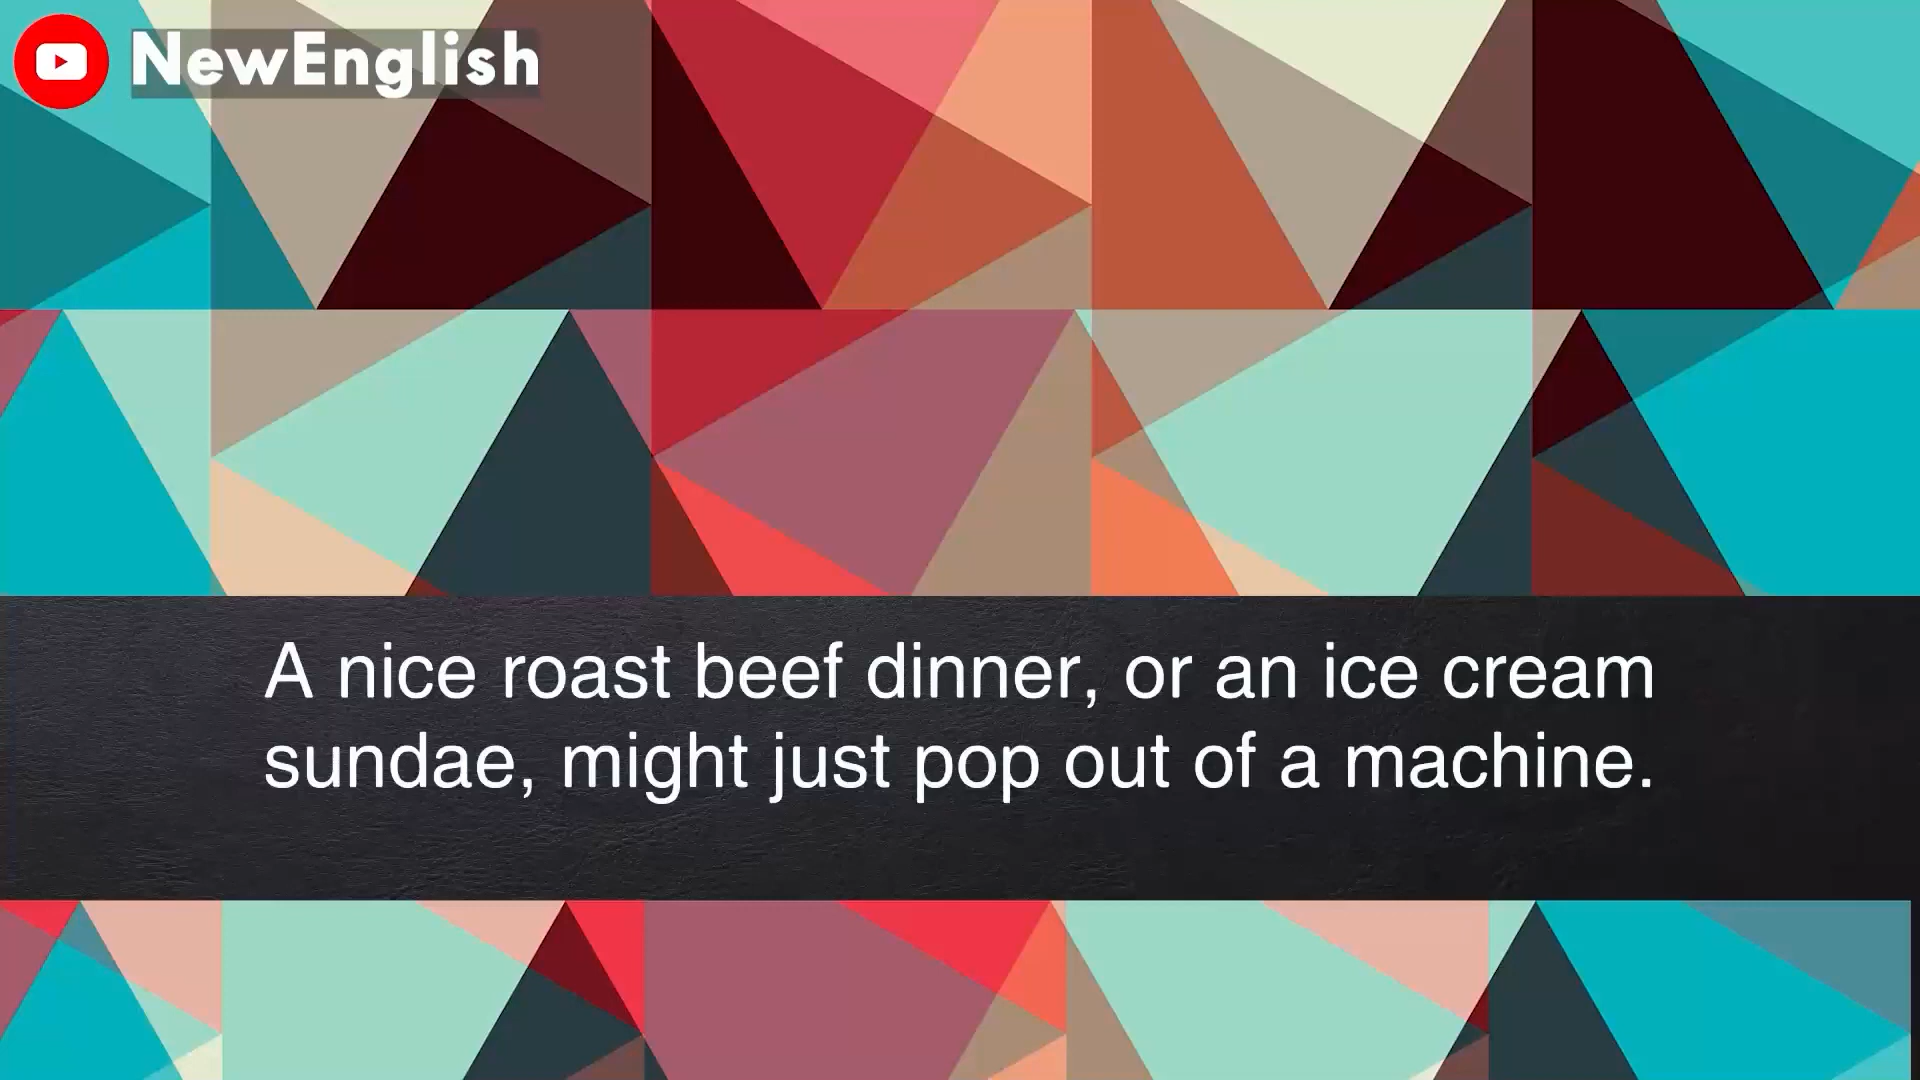 NewEnglish
A nice roast beef dinner, or an ice cream
sundae, might just pop out of a machine.